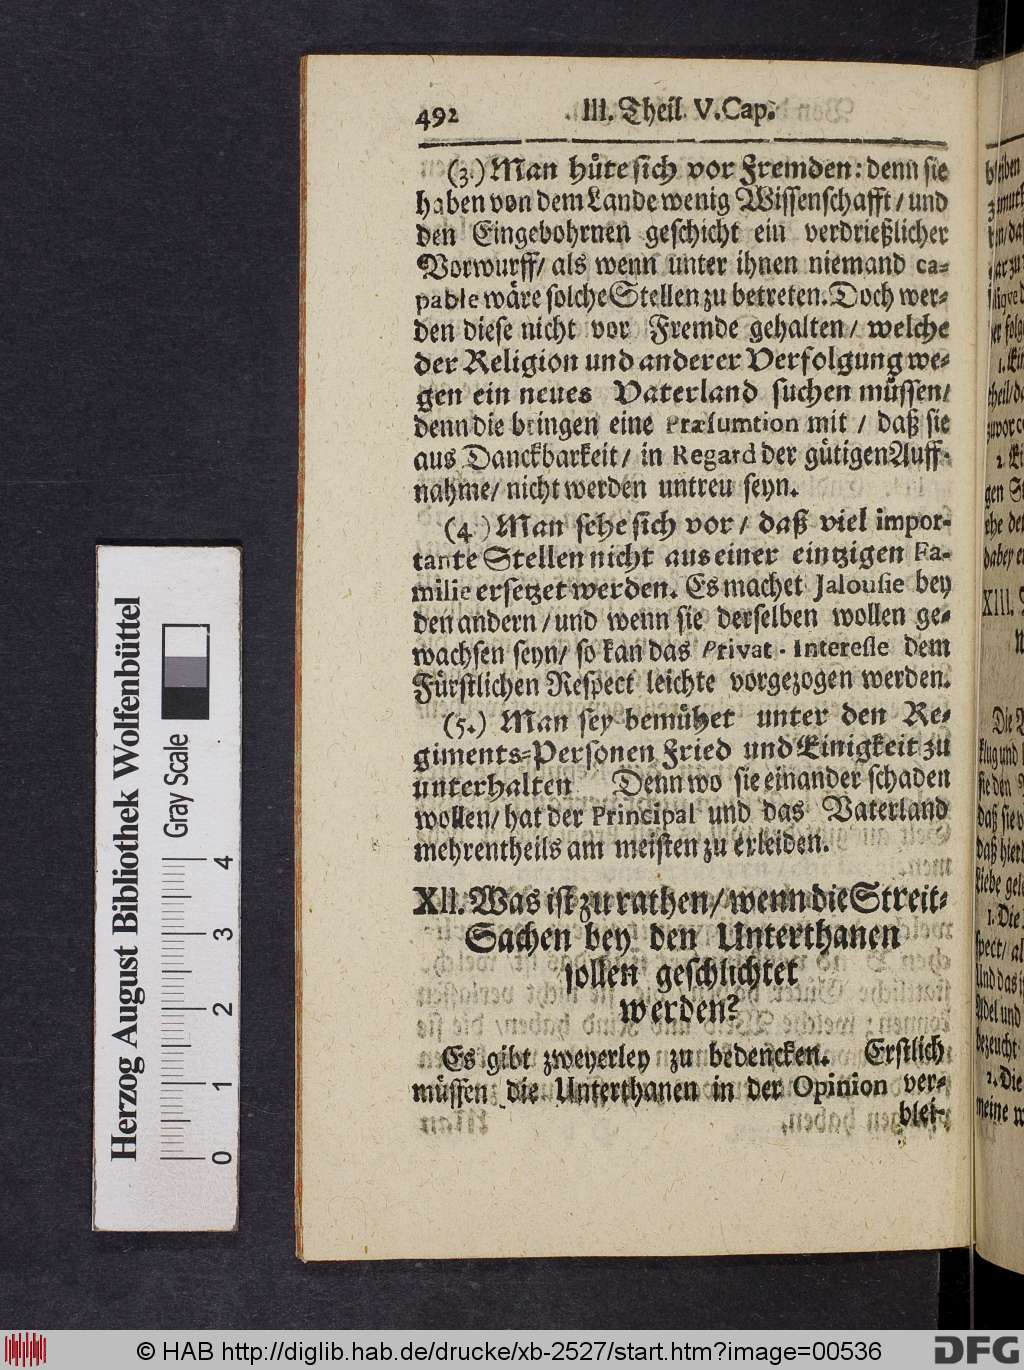 492 III. Theil V. Cap.
(3.) Man hüte sich vor Fremden: denn sie
haben von dem Lande wenig Wissenschafft / und
den Eingebohrnen geschicht ein verdrießlicher
Vorwurff / als wenn unter ihnen niemand ca-
pable wäre solche Stellen zu betreten. Doch wer-
den diese nicht vor Fremde gehalten / welche
der Religion und anderer Verfolgung we-
gen ein neues Vaterland suchen müssen /
denn die bringen eine Præsumtion mit / daß sie
aus Danckbarkeit / in Regard der gütigen Auff-
nahme / nicht werden untreu seyn.
(4.) Man sehe sich vor / daß viel impor-
tante Stellen nicht aus einer eintzigen Fa-
milie ersetzet werden. Es machet Jalousie bey
den andern / und wenn sie derselben wollen ge-
wachsen seyn / so kan das Privat-Interesse dem
Fürstlichen Respect leichte vorgezogen werden.
(5.) Man sey bemühet unter den Re-
giments-Personen Fried und Einigkeit zu
unterhalten Denn wo sie einander schaden
wollen / hat der Principal und das Vaterland
mehrentheils am meisten zu erleiden.
XII. Was ist zu rathen / wenn die Streit-
Sachen bey den Unterthanen
sollen geschlichtet
werden?
Es gibt zweyerley zu bedencken. Erstlich
müssen die Unterthanen in der Opinion ver-
blei-
Herzog August Bibliothek Wolfenbüttel
Gray Scale
0 1 2 3 4
© HAB http://diglib.hab.de/drucke/xb-2527/start.htm?image=00536
DFG